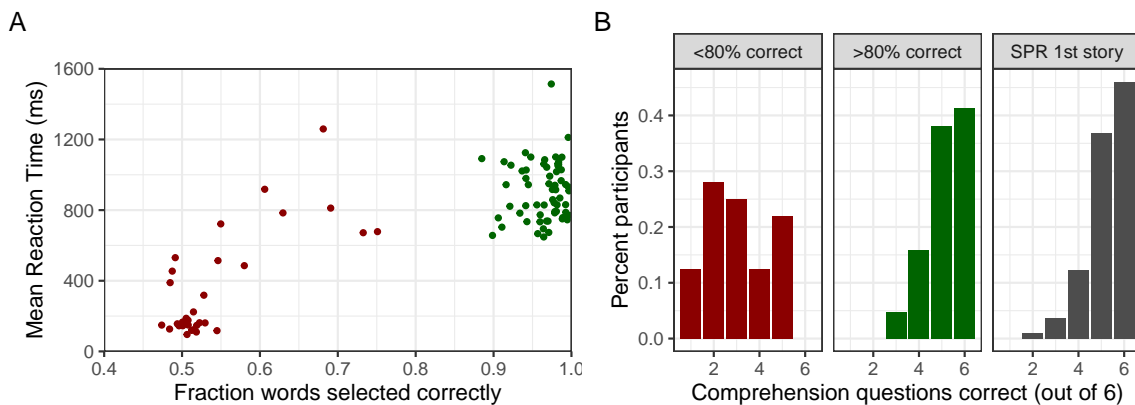 A
Mean Reaction Time (ms)
1600
1200
800
400
0
0.4 0.5 0.6 0.7 0.8 0.9 1.0
Fraction words selected correctly
B
<80% correct >80% correct SPR 1st story
Percent participants
0.4
0.3
0.2
0.1
0.0
2 4 6 2 4 6 2 4 6
Comprehension questions correct (out of 6)